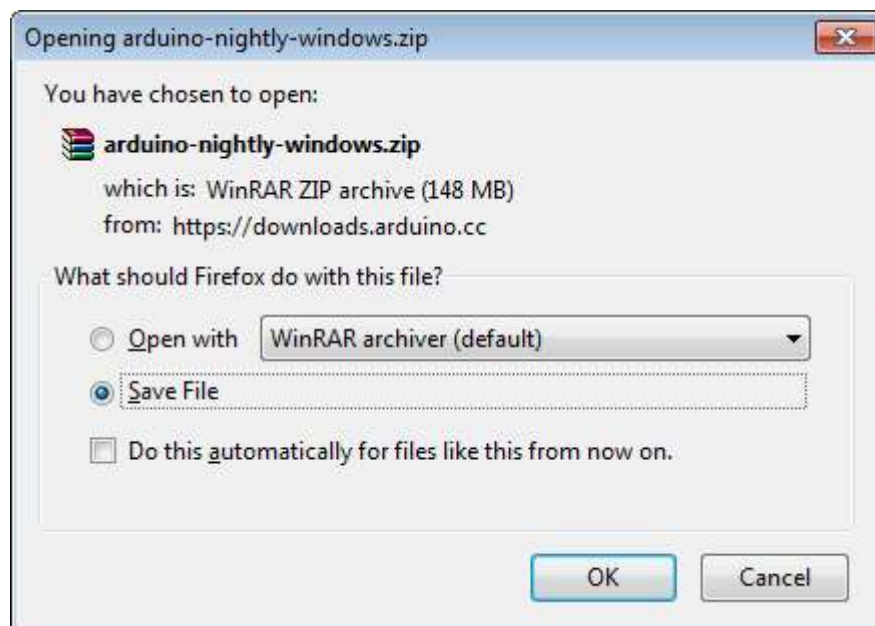 Opening arduino-nightly-windows.zip
You have chosen to open:
arduino-nightly-windows.zip
which is: WinRAR ZIP archive (148 MB)
from: https://downloads.arduino.cc
What should Firefox do with this file?
Open with WinRAR archiver (default)
Save File
Do this automatically for files like this from now on.
OK Cancel